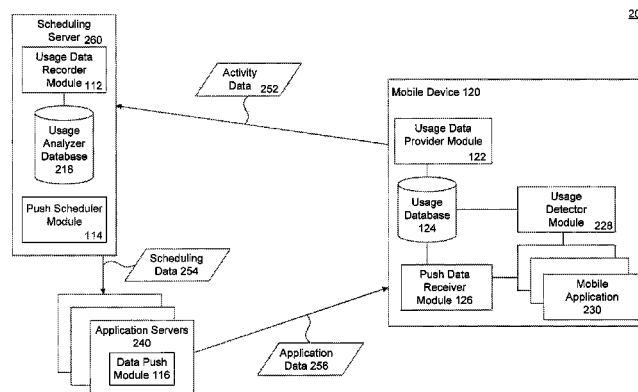 20
Scheduling
Server 260
Usage Data
Recorder
Module 112
Usage
Analyzer
Database
218
Push Scheduler
Module 114
Activity
Data 252
Mobile Device 120
Usage Data
Provider Module
122
Usage
Database
124
Usage
Detector
Module 228
Push Data
Receiver
Module 126
Mobile
Application
230
Scheduling
Data 254
Application Servers
240
Data Push
Module 116
Application
Data 256